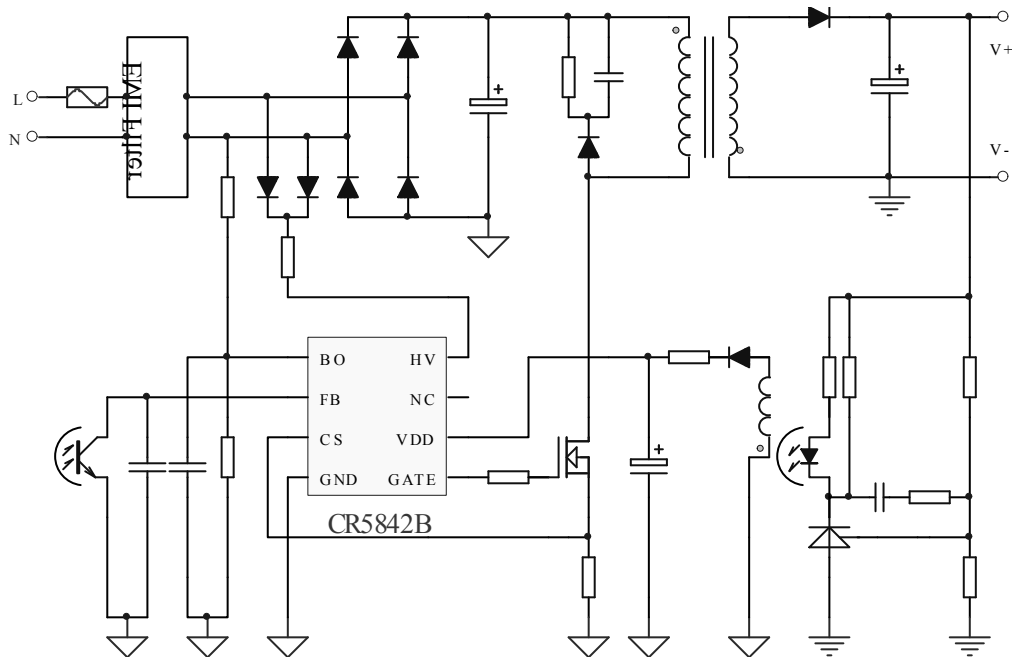 V+
L
EMI Filter
N
V-
BO HV
FB NC
CS VDD
GND GATE
CR5842B